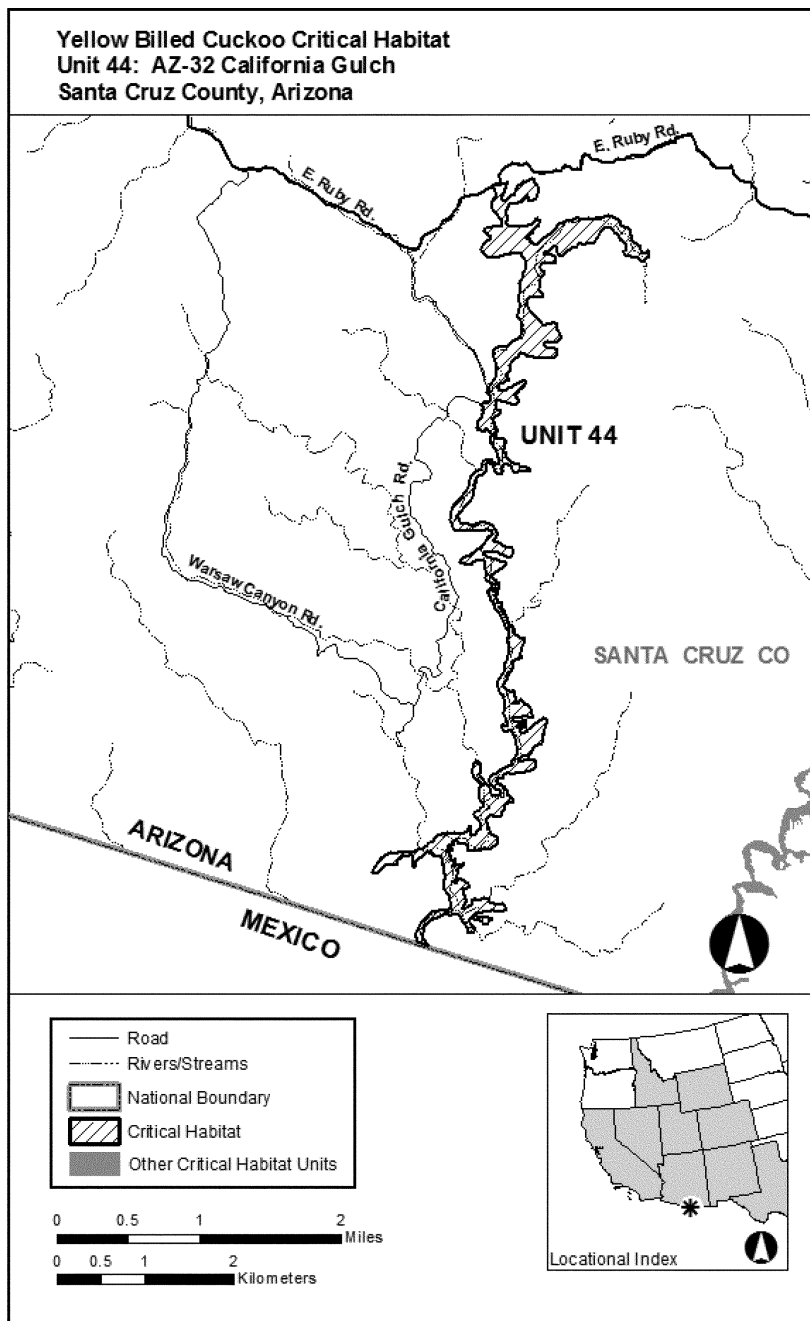 Yellow Billed Cuckoo Critical Habitat
Unit 44: AZ-32 California Gulch
Santa Cruz County, Arizona
E. Ruby Rd.
E. Ruby Rd.
UNIT 44
California Gulch Rd.
Warsaw Canyon Rd.
SANTA CRUZ CO
ARIZONA
MEXICO
Road
Rivers/Streams
National Boundary
Critical Habitat
Other Critical Habitat Units
0 0.5 1 2
Miles
0 0.5 1 2
Kilometers
Locational Index